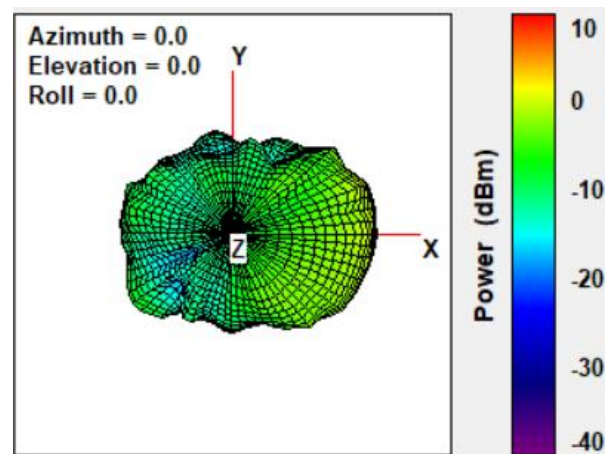 Azimuth = 0.0
Elevation = 0.0
Roll = 0.0
Y
X
Z
Power (dBm)
10
0
-10
-20
-30
-40